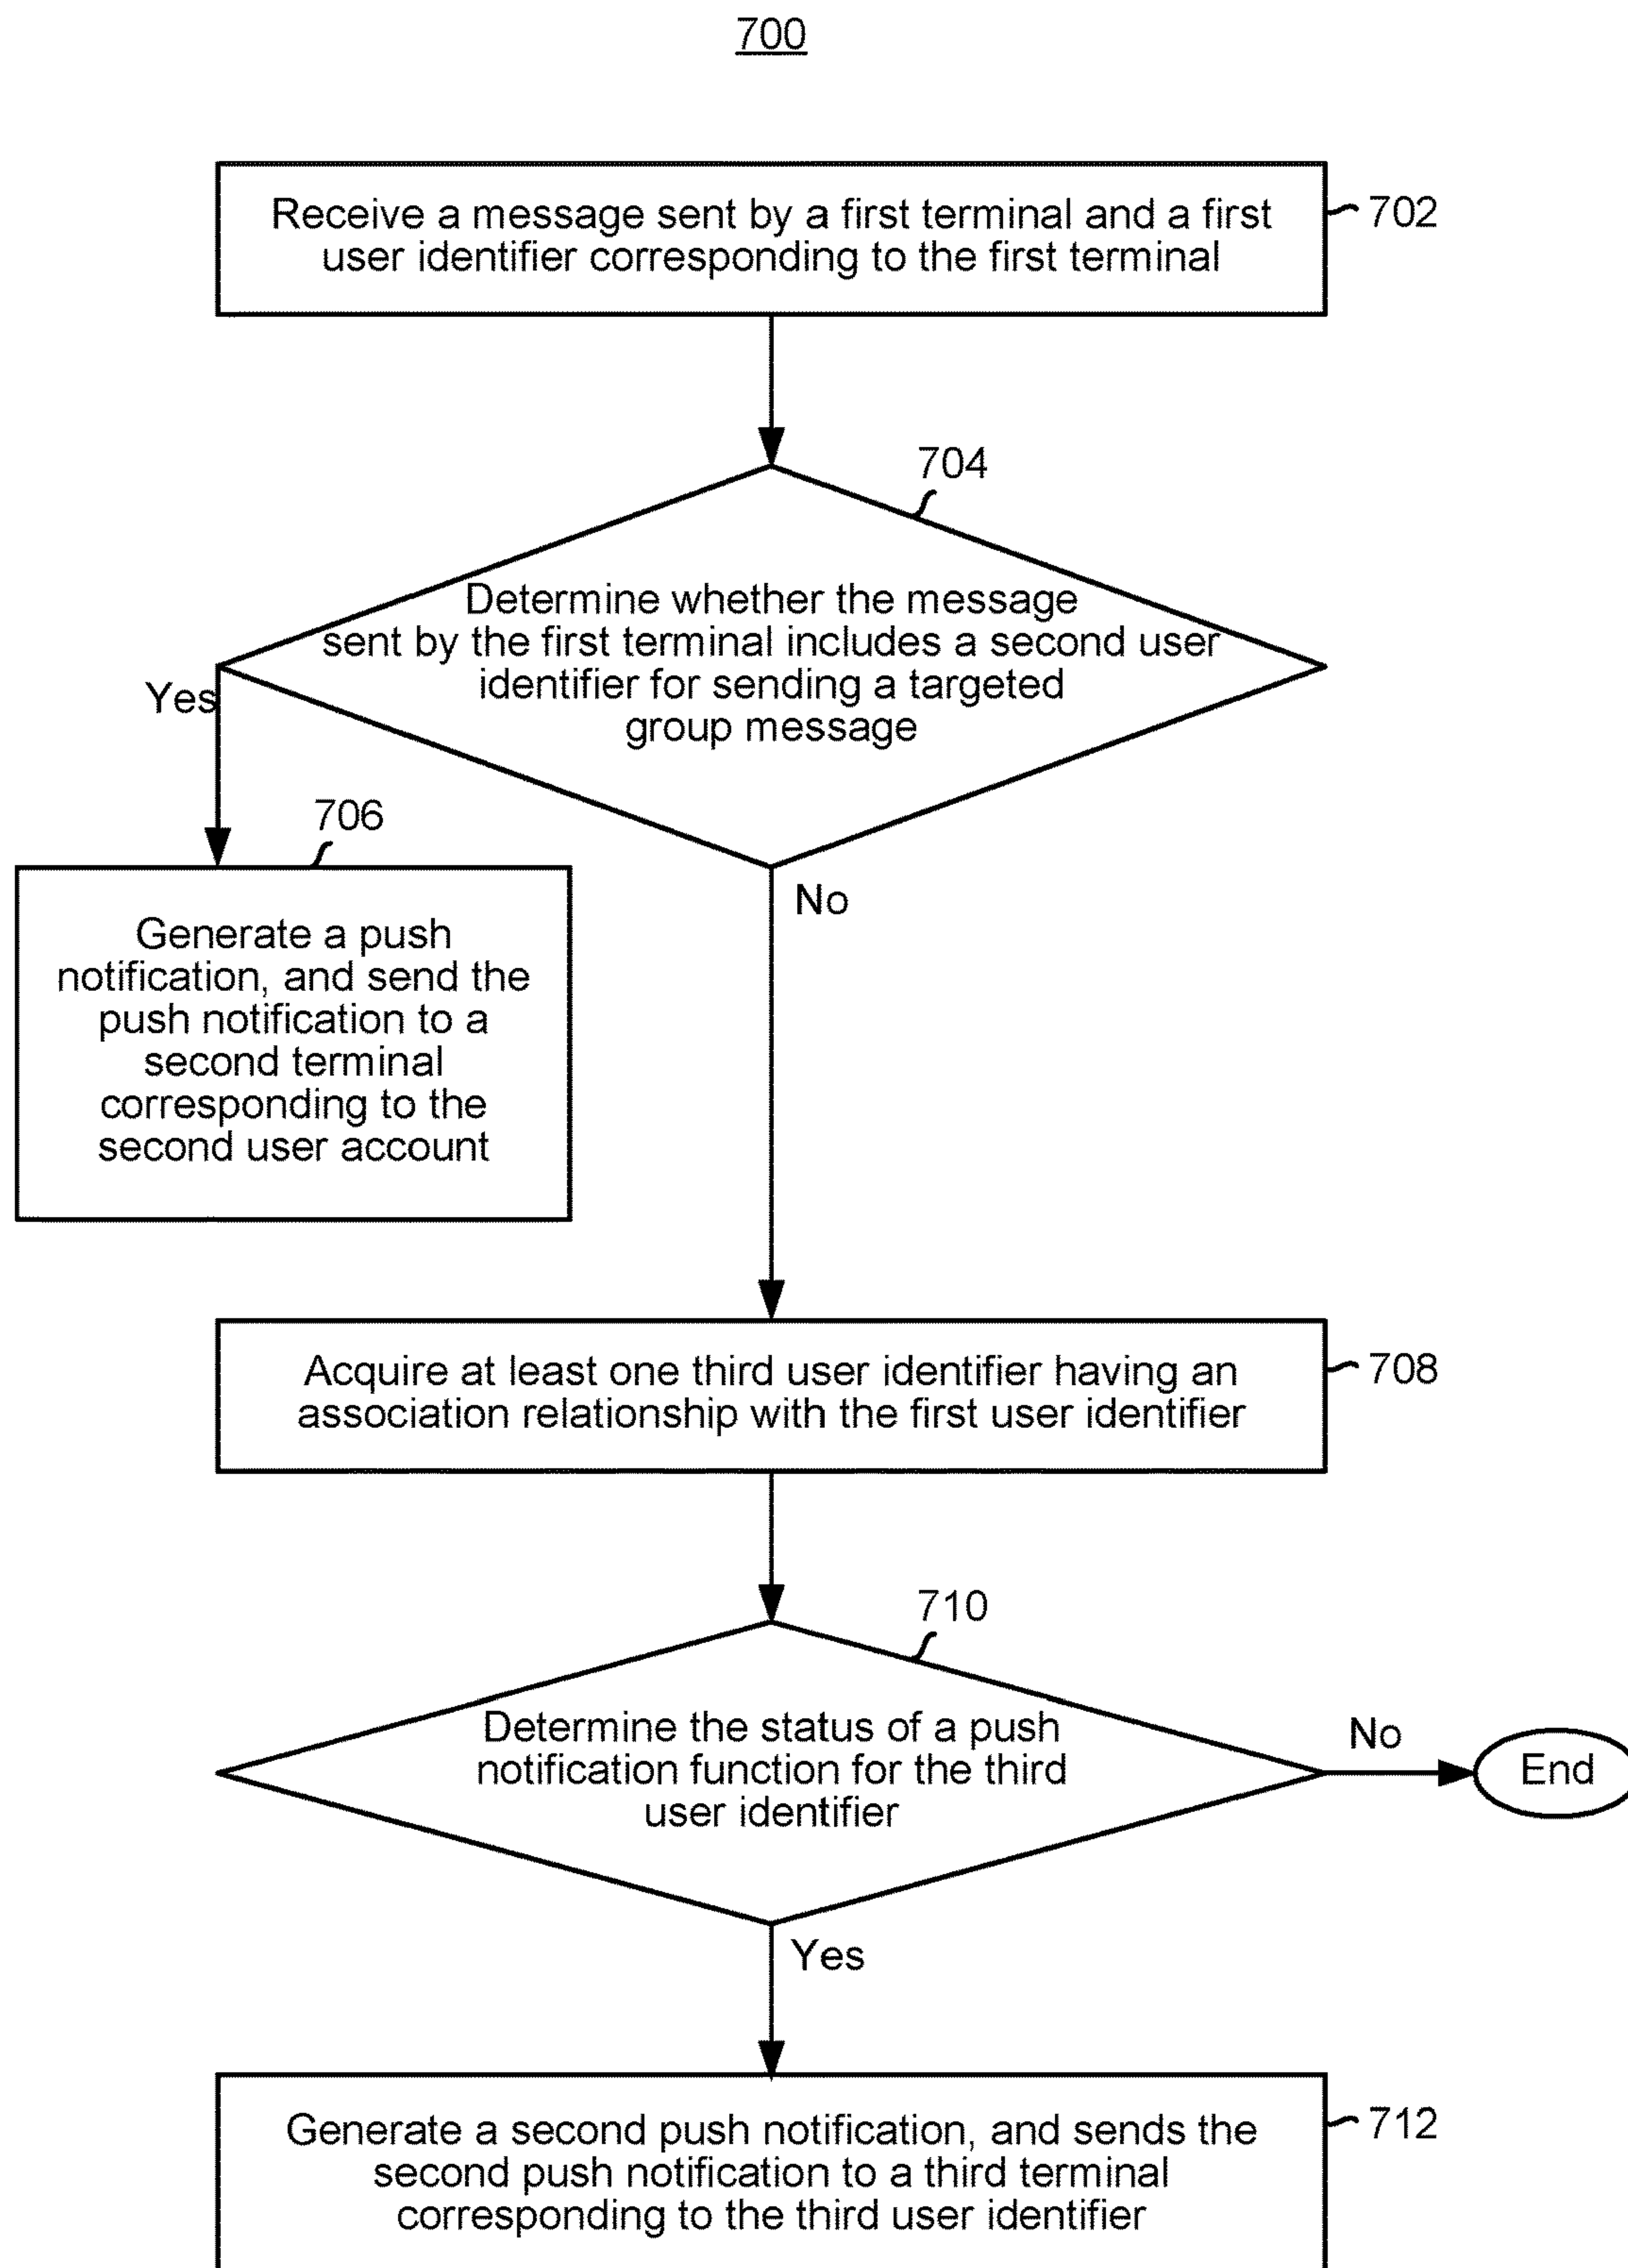 700
Receive a message sent by a first terminal and a first
user identifier corresponding to the first terminal
702
704
Determine whether the message
sent by the first terminal includes a second user
identifier for sending a targeted
group message
Yes
706
No
Generate a push
notification, and send the
push notification to a
second terminal
corresponding to the
second user account
Acquire at least one third user identifier having an
association relationship with the first user identifier
708
710
Determine the status of a push
notification function for the third
user identifier
No
End
Yes
Generate a second push notification, and sends the
second push notification to a third terminal
corresponding to the third user identifier
712